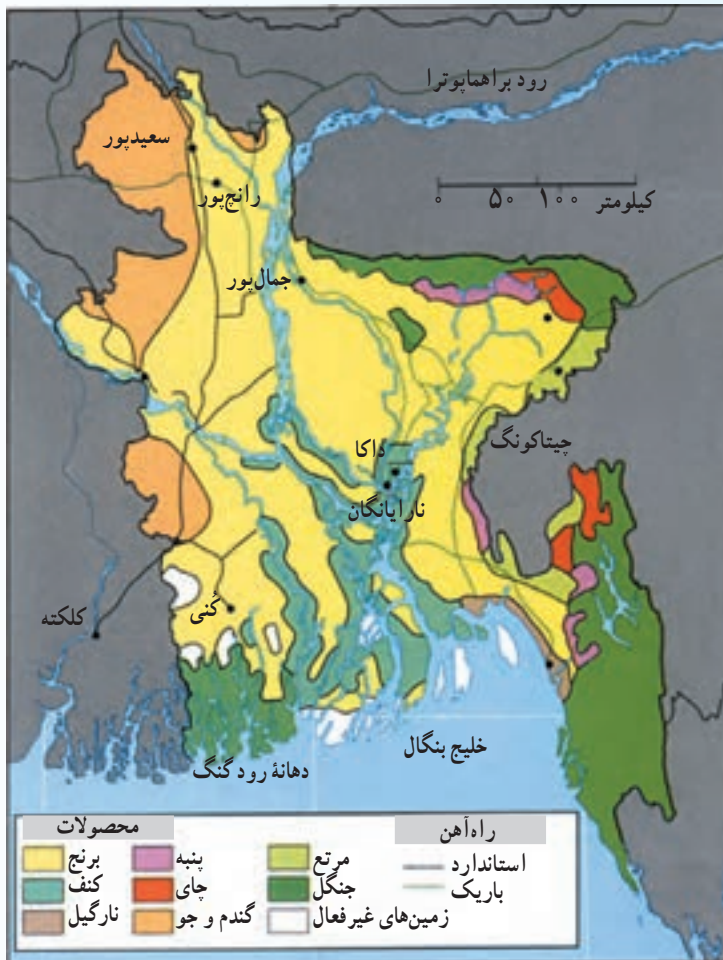 رود براهماپوترا
سعیدپور
رانچ‌پور
۰ ۵۰ ۱۰۰ کیلومتر
جمال‌پور
چیتاکونگ
داکا
نارایانگان
کُنی
کلکته
خلیج بنگال
دهانهٔ رود گنگ
محصولات
راه‌آهن
برنج
پنبه
مرتع
استاندارد
کنف
چای
جنگل
باریک
نارگیل
گندم و جو
زمین‌های غیرفعال